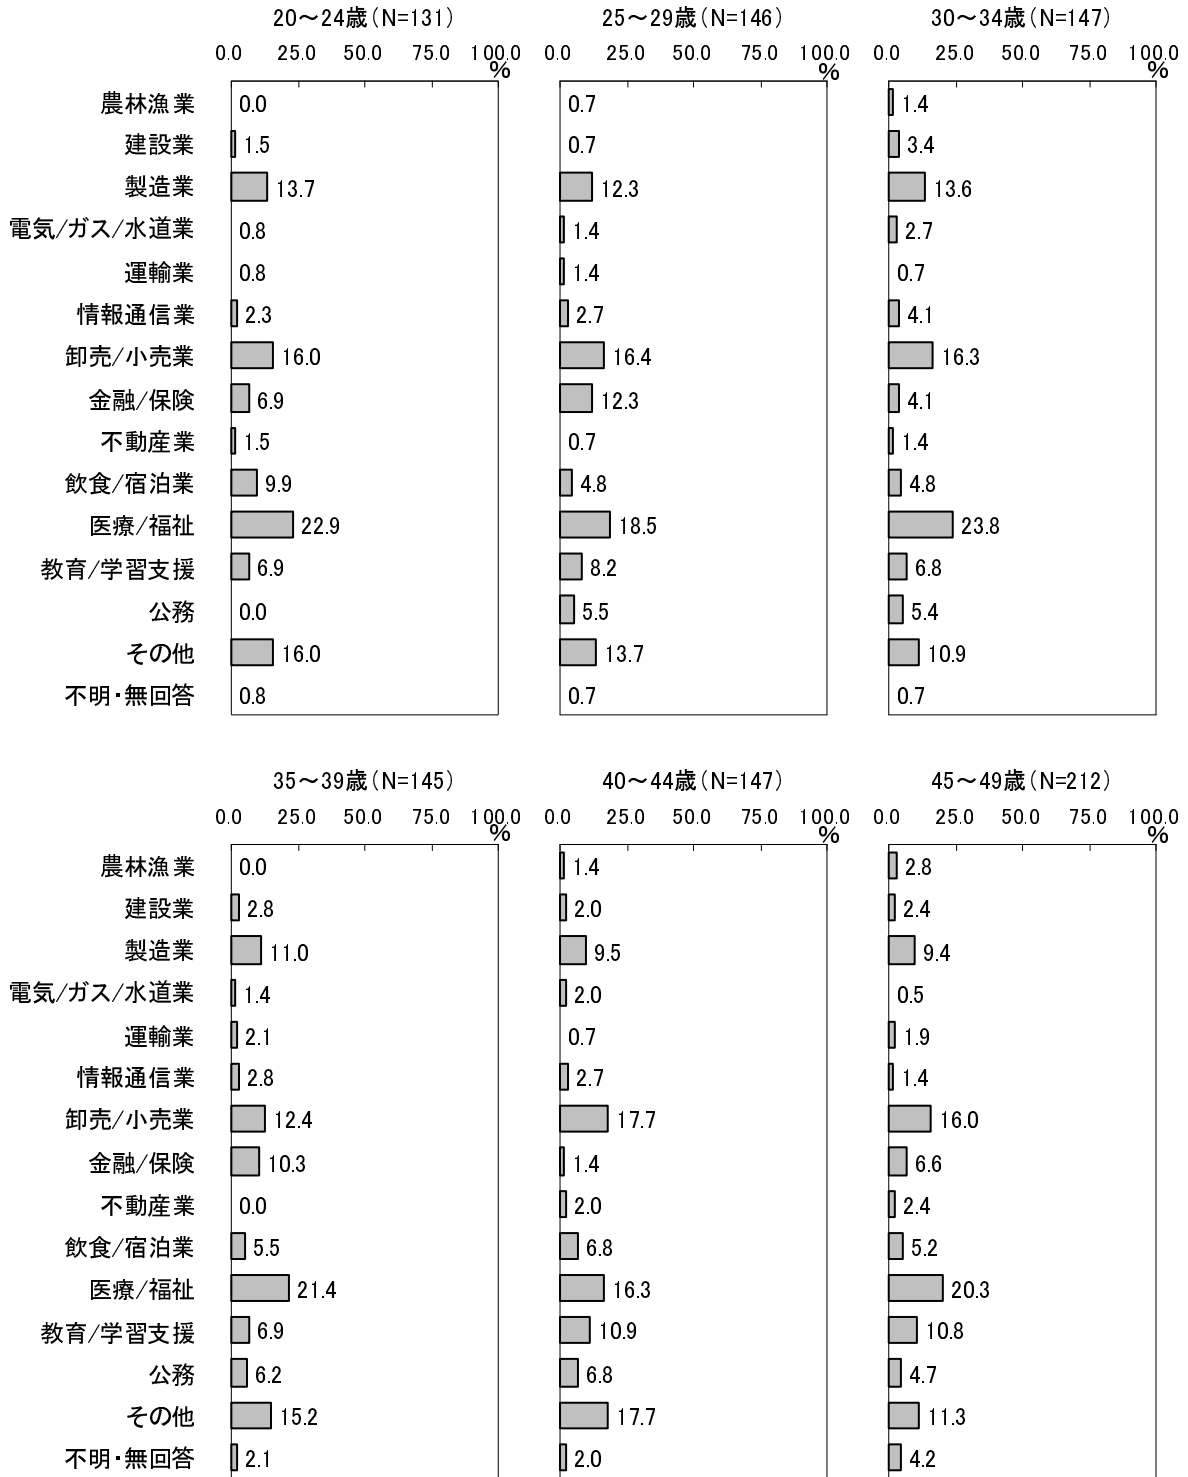 20～24歳（N=131） 25～29歳（N=146） 30～34歳（N=147）
0.0 25.0 50.0 75.0 100.0 0.0 25.0 50.0 75.0 100.0 0.0 25.0 50.0 75.0 100.0
% % %
農林漁業 0.0 0.7 1.4
建設業 1.5 0.7 3.4
製造業 13.7 12.3 13.6
電気/ガス/水道業 0.8 1.4 2.7
運輸業 0.8 1.4 0.7
情報通信業 2.3 2.7 4.1
卸売/小売業 16.0 16.4 16.3
金融/保険 6.9 12.3 4.1
不動産業 1.5 0.7 1.4
飲食/宿泊業 9.9 4.8 4.8
医療/福祉 22.9 18.5 23.8
教育/学習支援 6.9 8.2 6.8
公務 0.0 5.5 5.4
その他 16.0 13.7 10.9
不明・無回答 0.8 0.7 0.7
35～39歳（N=145） 40～44歳（N=147） 45～49歳（N=212）
0.0 25.0 50.0 75.0 100.0 0.0 25.0 50.0 75.0 100.0 0.0 25.0 50.0 75.0 100.0
% % %
農林漁業 0.0 1.4 2.8
建設業 2.8 2.0 2.4
製造業 11.0 9.5 9.4
電気/ガス/水道業 1.4 2.0 0.5
運輸業 2.1 0.7 1.9
情報通信業 2.8 2.7 1.4
卸売/小売業 12.4 17.7 16.0
金融/保険 10.3 1.4 6.6
不動産業 0.0 2.0 2.4
飲食/宿泊業 5.5 6.8 5.2
医療/福祉 21.4 16.3 20.3
教育/学習支援 6.9 10.9 10.8
公務 6.2 6.8 4.7
その他 15.2 17.7 11.3
不明・無回答 2.1 2.0 4.2